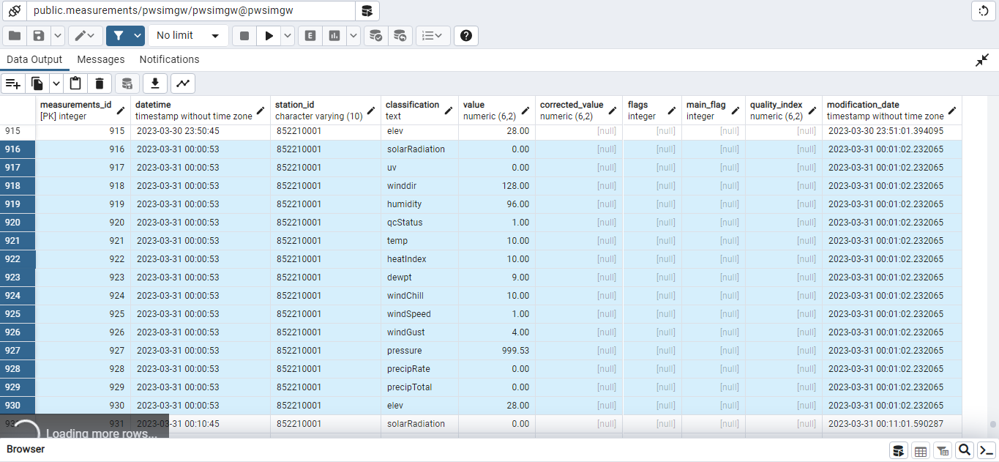 public.measurements/pwsimgw/pwsimgw@pwsimgw
No limit
Data Output Messages Notifications
measurements_id datetime station_id classification value corrected_value flags main_flag quality_index modification_date
[PK] integer timestamp without time zone character varying (10) text numeric (6,2) numeric (6,2) integer integer numeric (6,2) timestamp without time zone
915 915 2023-03-30 23:50:45 852210001 elev 28.00 [null] [null] [null] [null] 2023-03-30 23:51:01.394095
916 916 2023-03-31 00:00:53 852210001 solarRadiation 0.00 [null] [null] [null] [null] 2023-03-31 00:01:02.232065
917 917 2023-03-31 00:00:53 852210001 uv 0.00 [null] [null] [null] [null] 2023-03-31 00:01:02.232065
918 918 2023-03-31 00:00:53 852210001 winddir 128.00 [null] [null] [null] [null] 2023-03-31 00:01:02.232065
919 919 2023-03-31 00:00:53 852210001 humidity 96.00 [null] [null] [null] [null] 2023-03-31 00:01:02.232065
920 920 2023-03-31 00:00:53 852210001 qcStatus 1.00 [null] [null] [null] [null] 2023-03-31 00:01:02.232065
921 921 2023-03-31 00:00:53 852210001 temp 10.00 [null] [null] [null] [null] 2023-03-31 00:01:02.232065
922 922 2023-03-31 00:00:53 852210001 heatIndex 10.00 [null] [null] [null] [null] 2023-03-31 00:01:02.232065
923 923 2023-03-31 00:00:53 852210001 dewpt 9.00 [null] [null] [null] [null] 2023-03-31 00:01:02.232065
924 924 2023-03-31 00:00:53 852210001 windChill 10.00 [null] [null] [null] [null] 2023-03-31 00:01:02.232065
925 925 2023-03-31 00:00:53 852210001 windSpeed 1.00 [null] [null] [null] [null] 2023-03-31 00:01:02.232065
926 926 2023-03-31 00:00:53 852210001 windGust 4.00 [null] [null] [null] [null] 2023-03-31 00:01:02.232065
927 927 2023-03-31 00:00:53 852210001 pressure 999.53 [null] [null] [null] [null] 2023-03-31 00:01:02.232065
928 928 2023-03-31 00:00:53 852210001 precipRate 0.00 [null] [null] [null] [null] 2023-03-31 00:01:02.232065
929 929 2023-03-31 00:00:53 852210001 precipTotal 0.00 [null] [null] [null] [null] 2023-03-31 00:01:02.232065
930 930 2023-03-31 00:00:53 852210001 elev 28.00 [null] [null] [null] [null] 2023-03-31 00:01:02.232065
931 2023-03-31 00:10:45 852210001 solarRadiation 0.00 [null] [null] [null] [null] 2023-03-31 00:11:01.590287
Loading more rows...
Browser